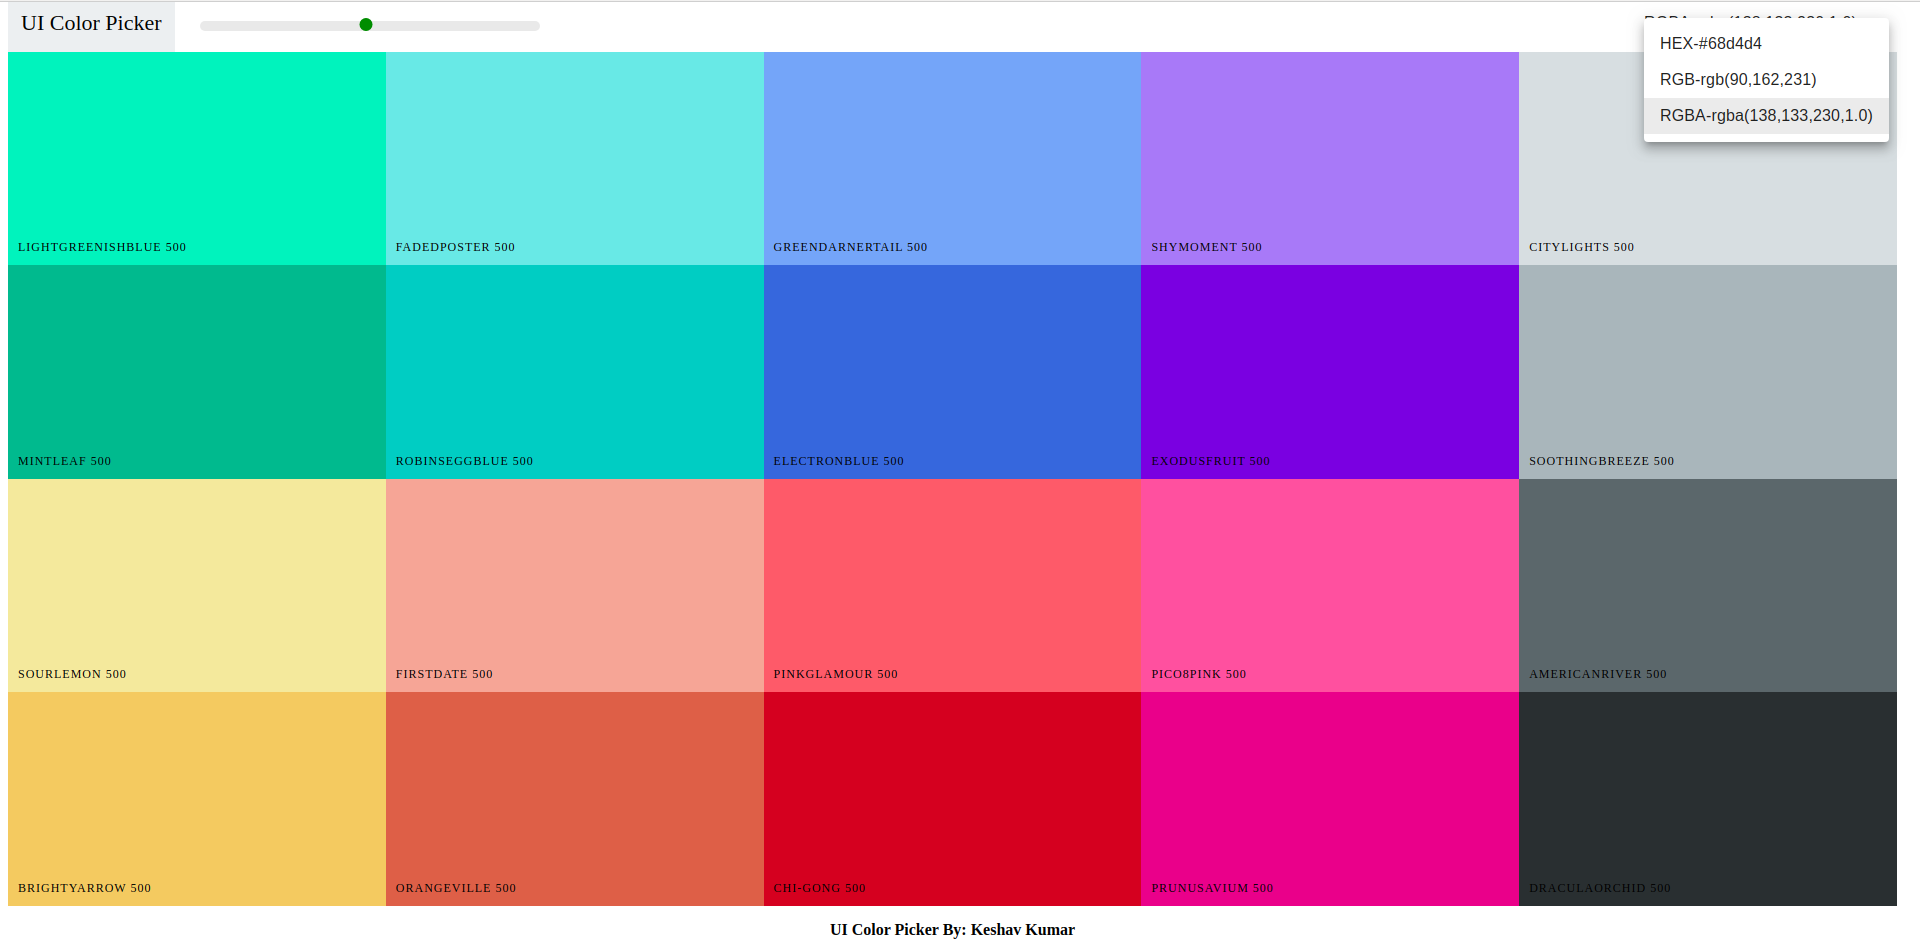 UI Color Picker
HEX-#68d4d4
RGB-rgb(90,162,231)
RGBA-rgba(138,133,230,1.0)
LIGHTGREENISHBLUE 500
FADEDPOSTER 500
GREENDARNERTAIL 500
SHYMOMENT 500
CITYLIGHTS 500
MINTLEAF 500
ROBINSEGGBLUE 500
ELECTRONBLUE 500
EXODUSFRUIT 500
SOOTHINGBREEZE 500
SOURLEMON 500
FIRSTDATE 500
PINKGLAMOUR 500
PICO8PINK 500
AMERICANRIVER 500
BRIGHTYARROW 500
ORANGEVILLE 500
CHI-GONG 500
PRUNUSAVIUM 500
DRACULAORCHID 500
UI Color Picker By: Keshav Kumar